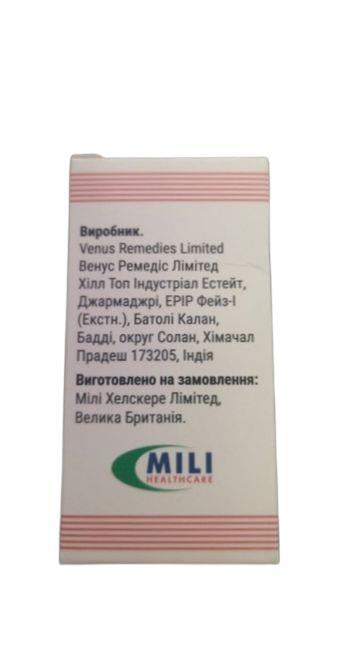 Виробник.
Venus Remedies Limited
Венус Ремедіс Лімітед
Хілл Топ Індустріал Естейт,
Джармаджрі, EPIP Фейз-І
(Екстн.), Батолі Калан,
Бадді, округ Солан, Хімачал
Прадеш 173205, Індія
Виготовлено на замовлення:
Мілі Хелскере Лімітед,
Велика Британія.
MILI
HEALTHCARE